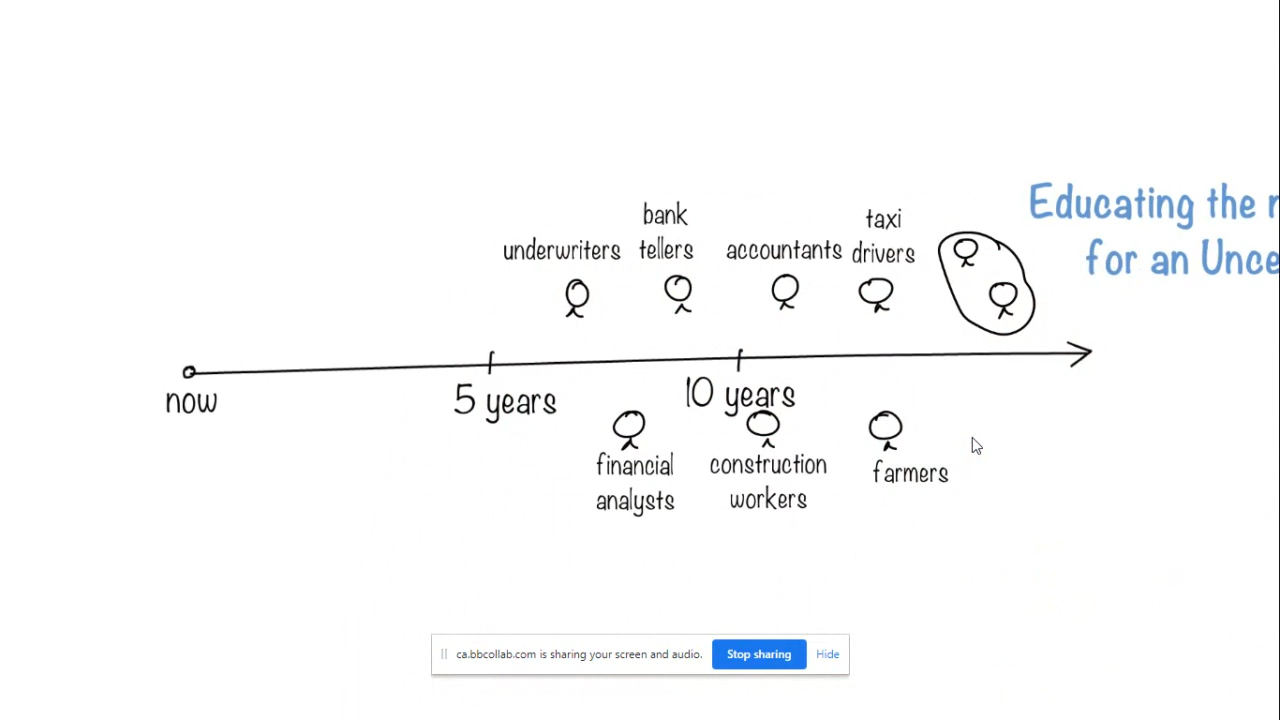 Educating the
for an
bank
tellers
underwriters
accountants
taxi
drivers
now
5 years
10 years
financial
analysts
construction
workers
farmers
ca.bbcollab.com is sharing your screen and audio.
Stop sharing
Hide